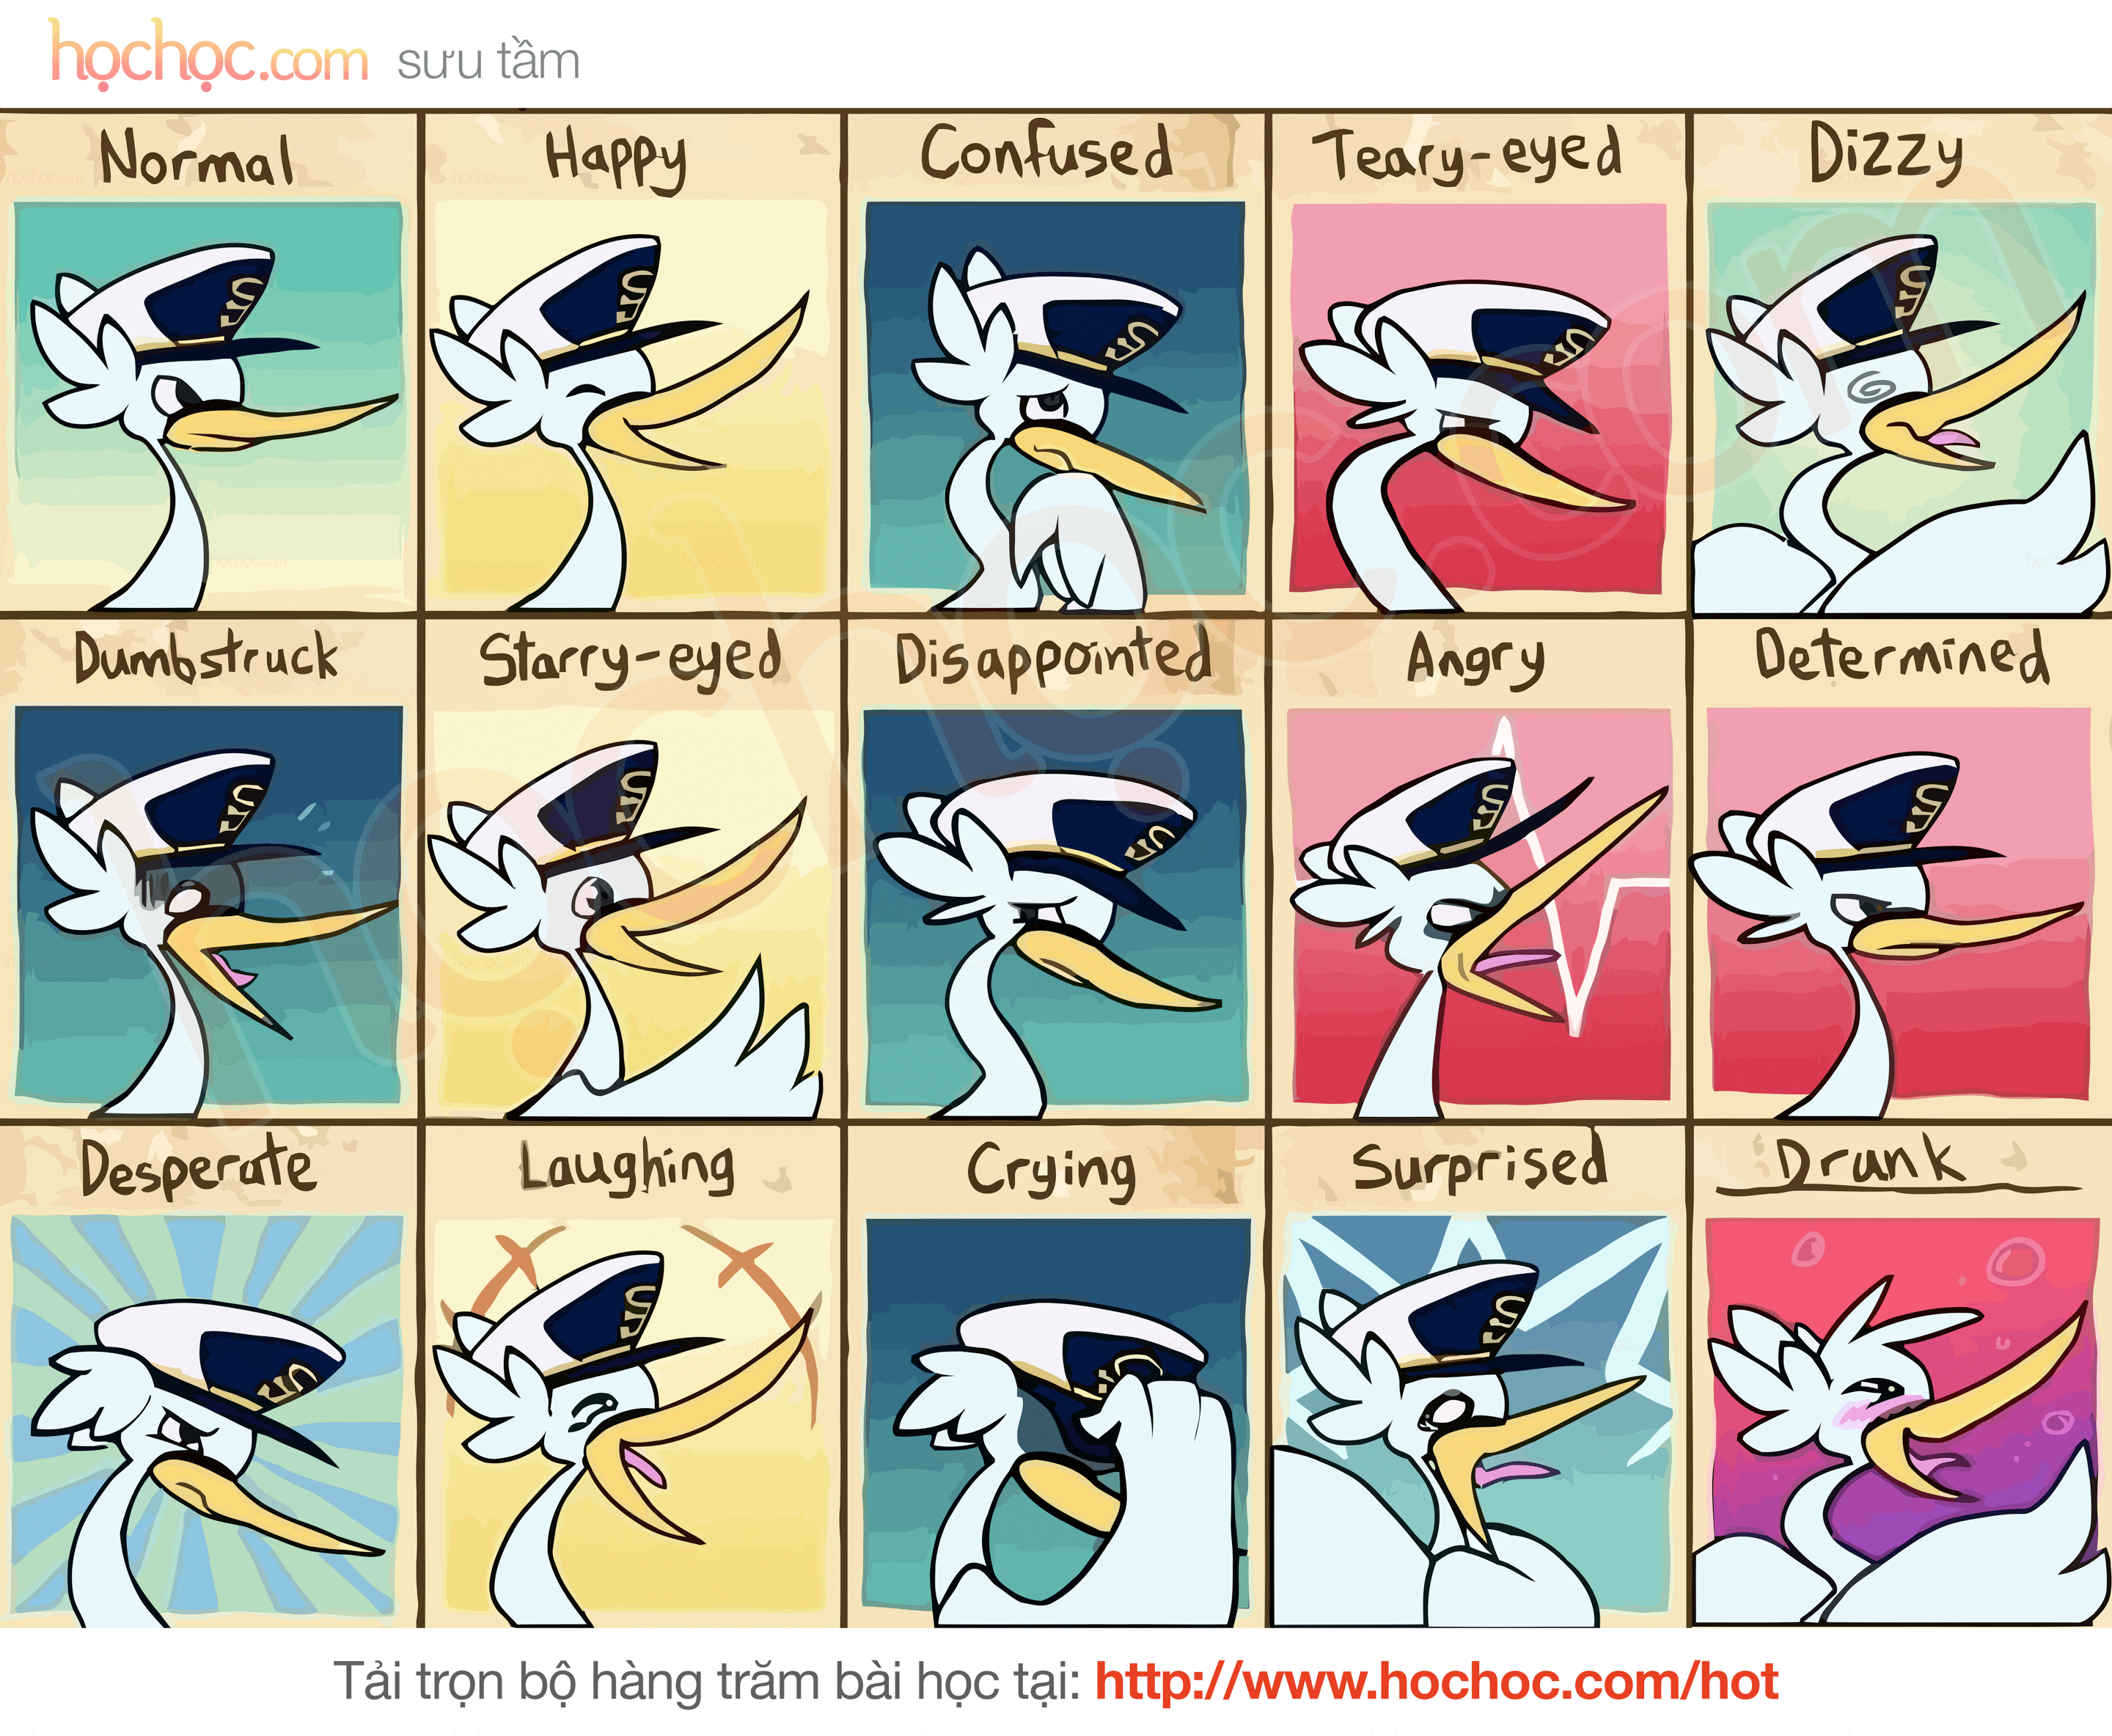 họchọc.com sưu tầm
Normal
Happy
Confused
Teary-eyed
Dizzy
Dumbstruck
Starry-eyed
Disappointed
Angry
Determined
Desperate
Laughing
Crying
Surprised
Drunk
Tải trọn bộ hàng trăm bài học tại: http://www.hochoc.com/hot